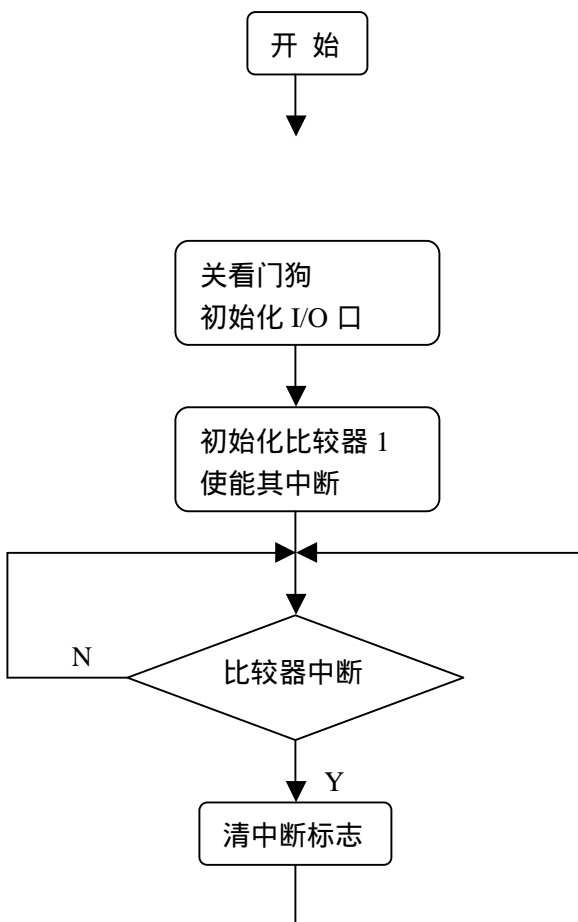 开 始
关看门狗
初始化 I/O 口
初始化比较器 1
使能其中断
N
比较器中断
Y
清中断标志